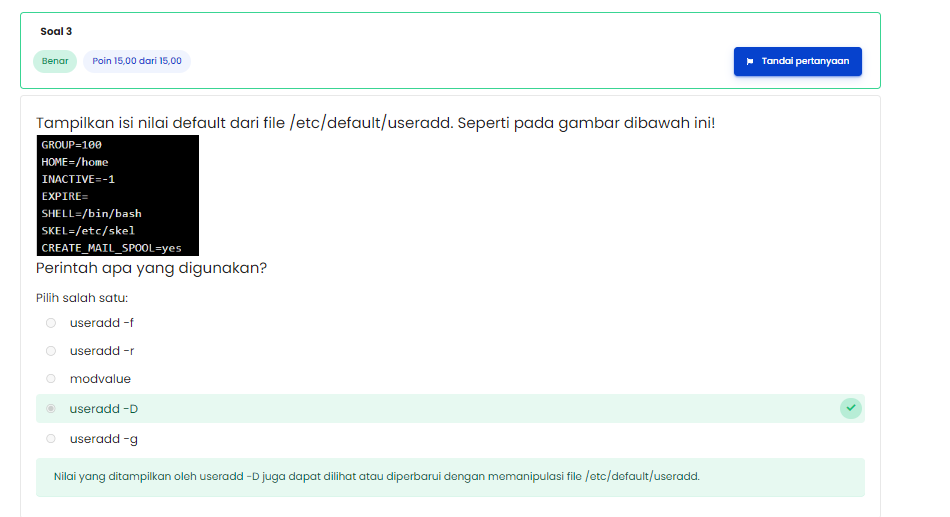 Soal 3
Benar
Poin 15,00 dari 15,00
Tandai pertanyaan
Tampilkan isi nilai default dari file /etc/default/useradd. Seperti pada gambar dibawah ini!
GROUP=100
HOME=/home
INACTIVE=-1
EXPIRE=
SHELL=/bin/bash
SKEL=/etc/skel
CREATE_MAIL_SPOOL=yes
Perintah apa yang digunakan?
Pilih salah satu:
useradd -f
useradd -r
modvalue
useradd -D
useradd -g
Nilai yang ditampilkan oleh useradd -D juga dapat dilihat atau diperbarui dengan memanipulasi file /etc/default/useradd.